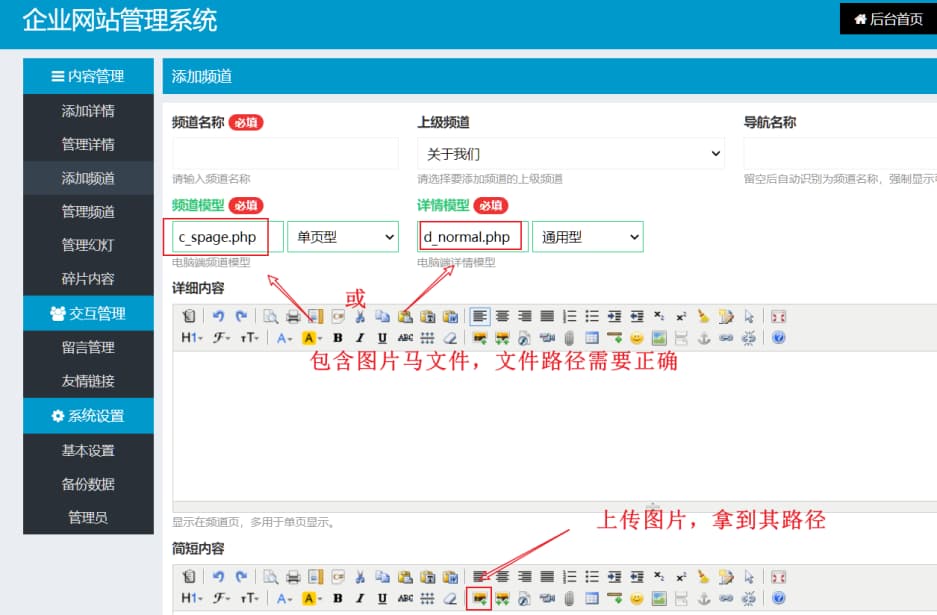 企业网站管理系统
后台首页
内容管理
添加详情
管理详情
添加频道
管理频道
管理幻灯
碎片内容
交互管理
留言管理
友情链接
系统设置
基本设置
备份数据
管理员
添加频道
频道名称 必填
上级频道
导航名称
关于我们
请输入频道名称
请选择要添加频道的上级频道
留空后自动识别为频道名称，强制显示
频道模型 必填
详情模型 必填
c_spage.php
单页型
d_normal.php
通用型
电脑端频道模型
电脑端详情模型
详细内容
或
包含图片马文件，文件路径需要正确
显示在频道页，多用于单页显示。
上传图片，拿到其路径
简短内容